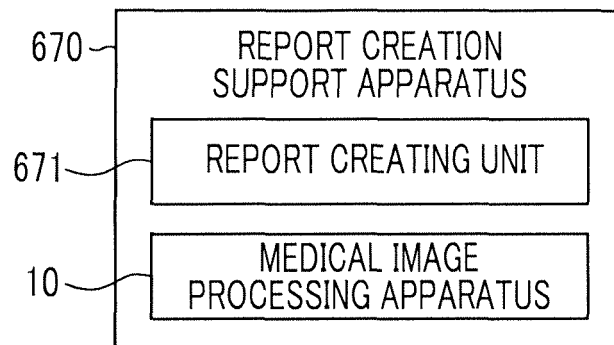 670
REPORT CREATION
SUPPORT APPARATUS
671
REPORT CREATING UNIT
10
MEDICAL IMAGE
PROCESSING APPARATUS